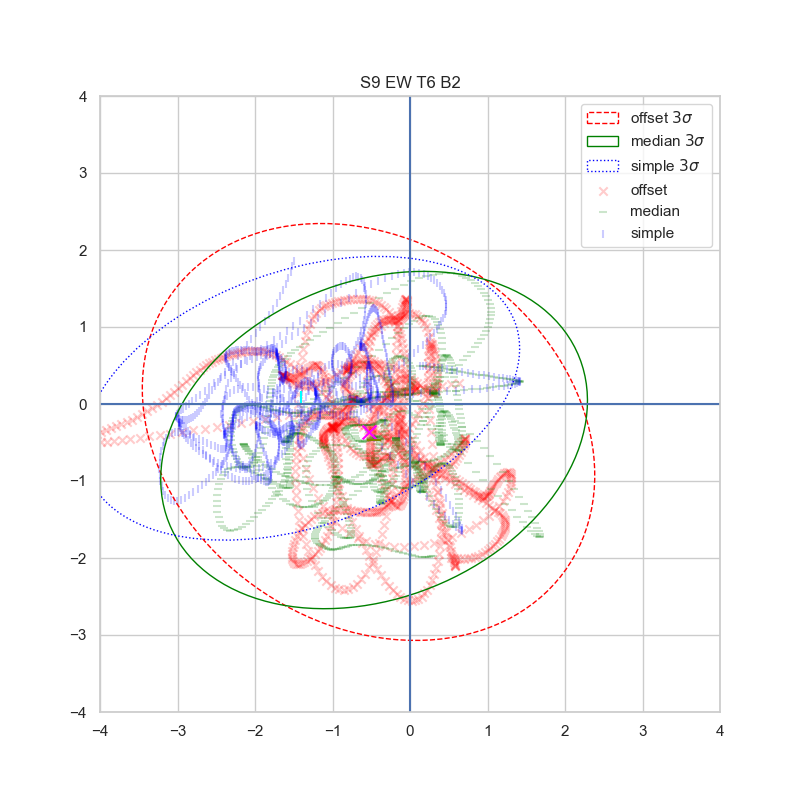 S9 EW T6 B2
4
3
2
1
0
−1
−2
−3
−4
−4
−3
−2
−1
0
1
2
3
4
offset 3σ
median 3σ
simple 3σ
offset
median
simple